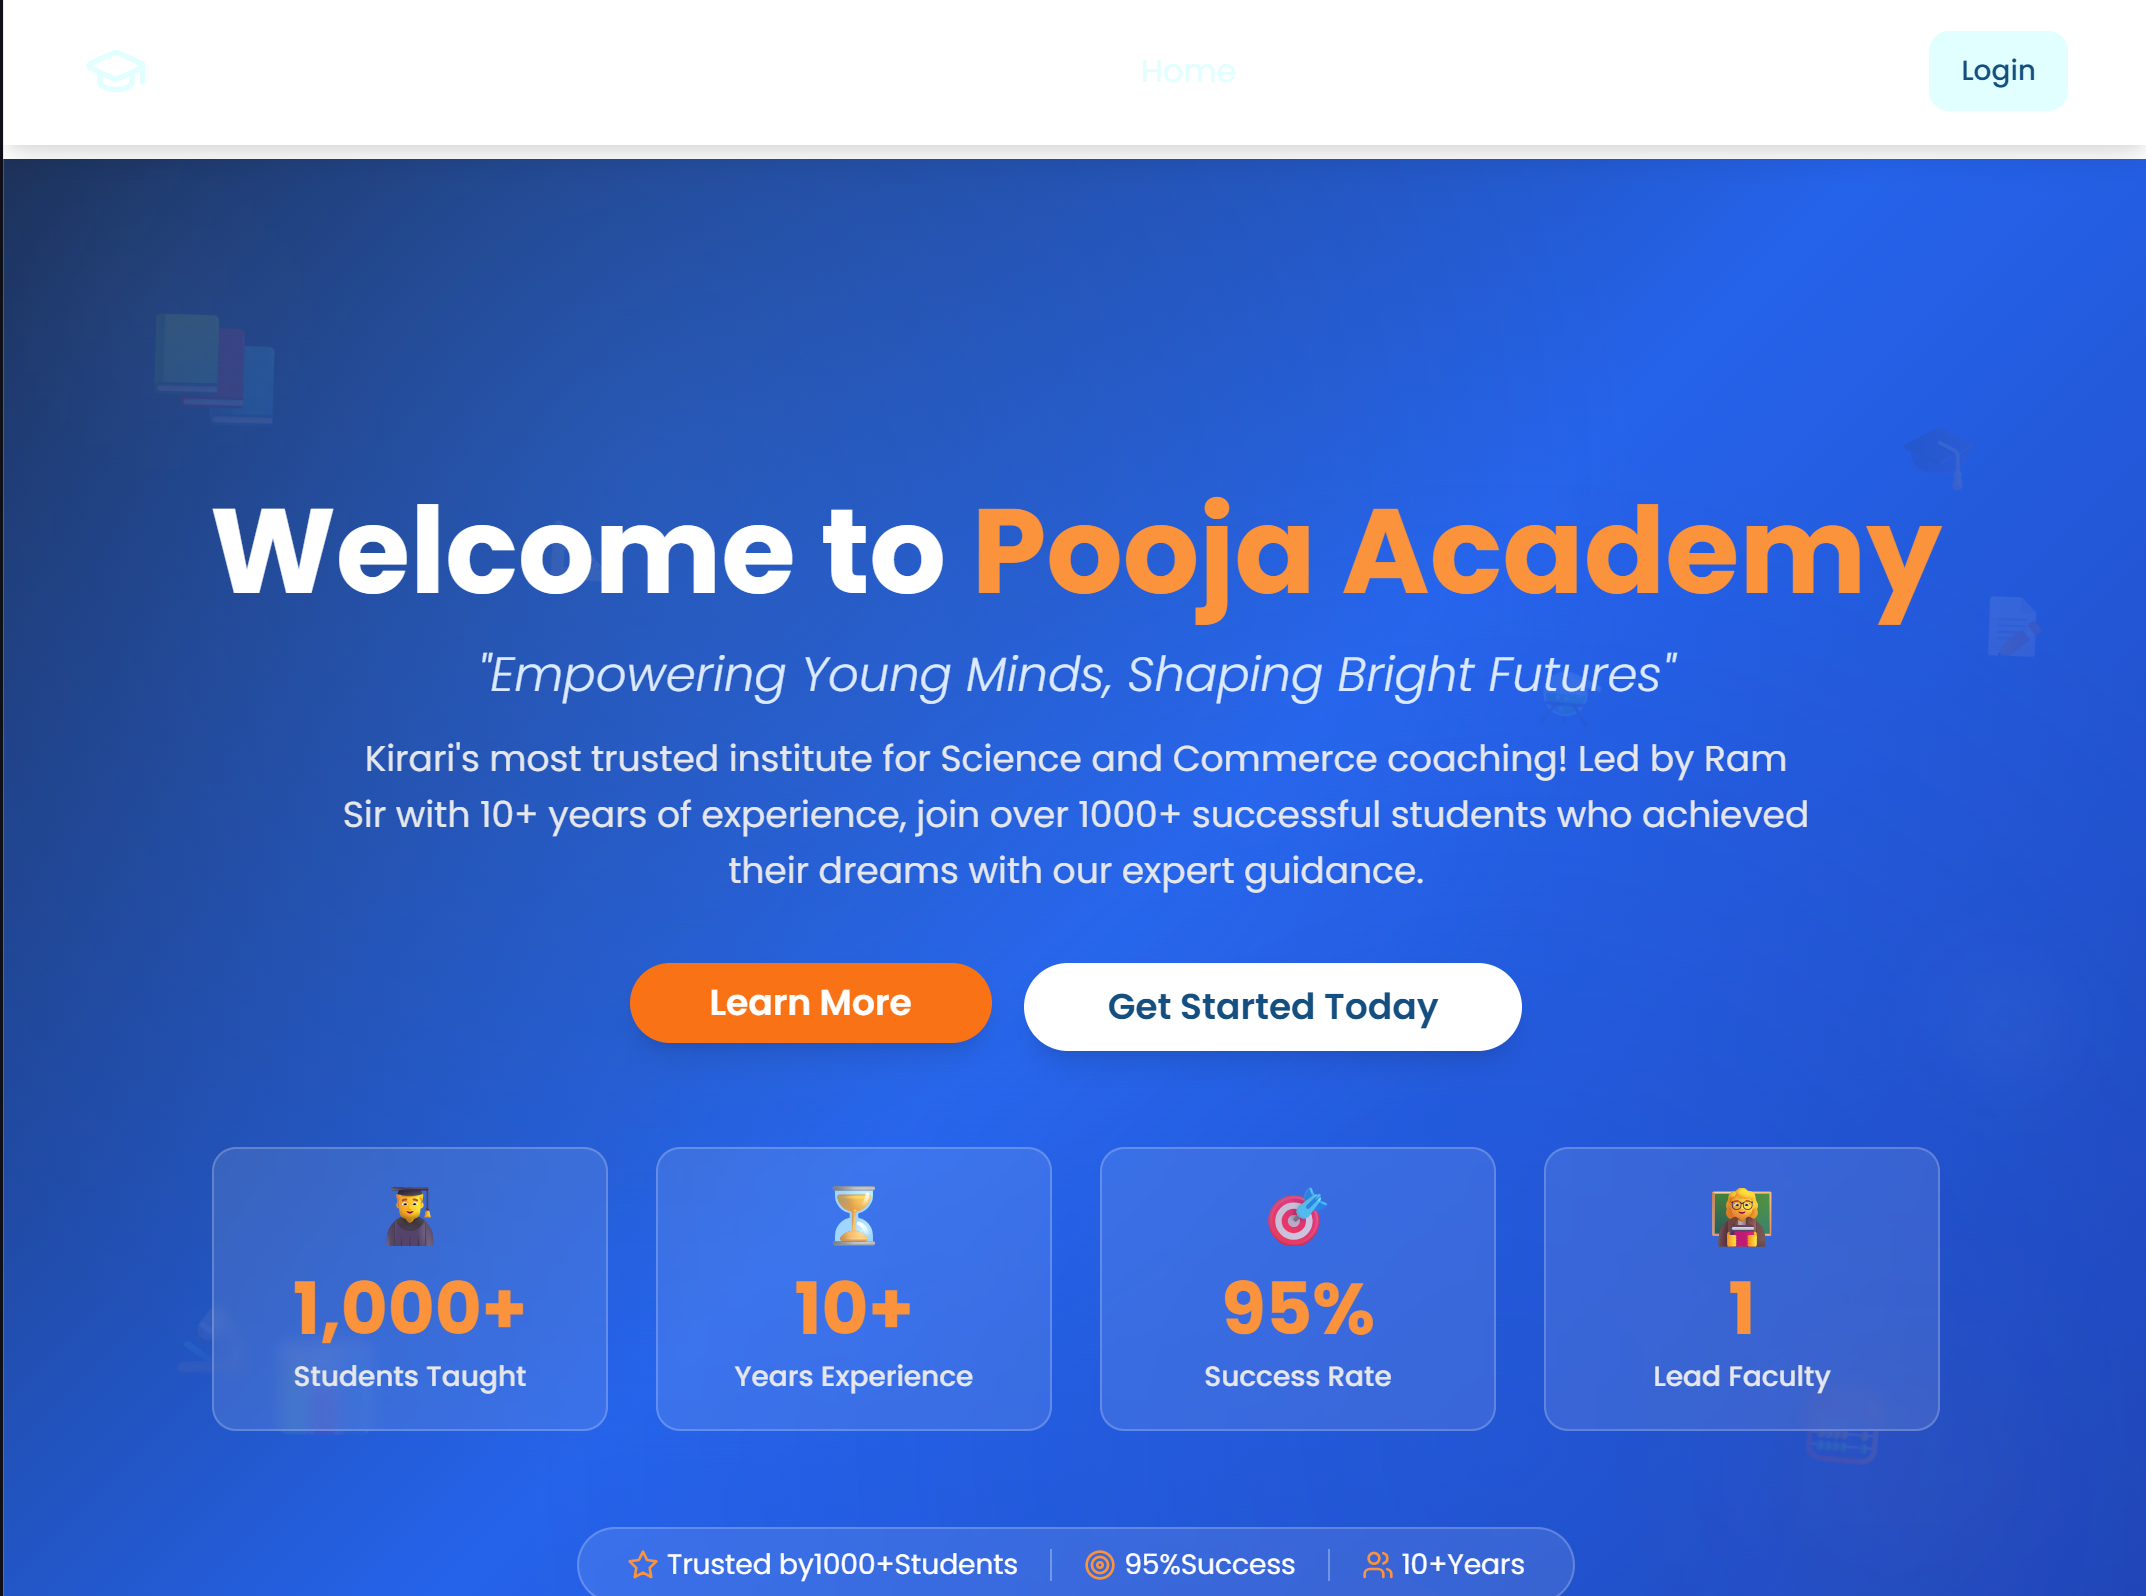 Home
Login
Welcome to Pooja Academy
"Empowering Young Minds, Shaping Bright Futures"
Kirari's most trusted institute for Science and Commerce coaching! Led by Ram
Sir with 10+ years of experience, join over 1000+ successful students who achieved
their dreams with our expert guidance.
Learn More
Get Started Today
1,000+
Students Taught
10+
Years Experience
95%
Success Rate
1
Lead Faculty
Trusted by1000+Students
95%Success
10+Years